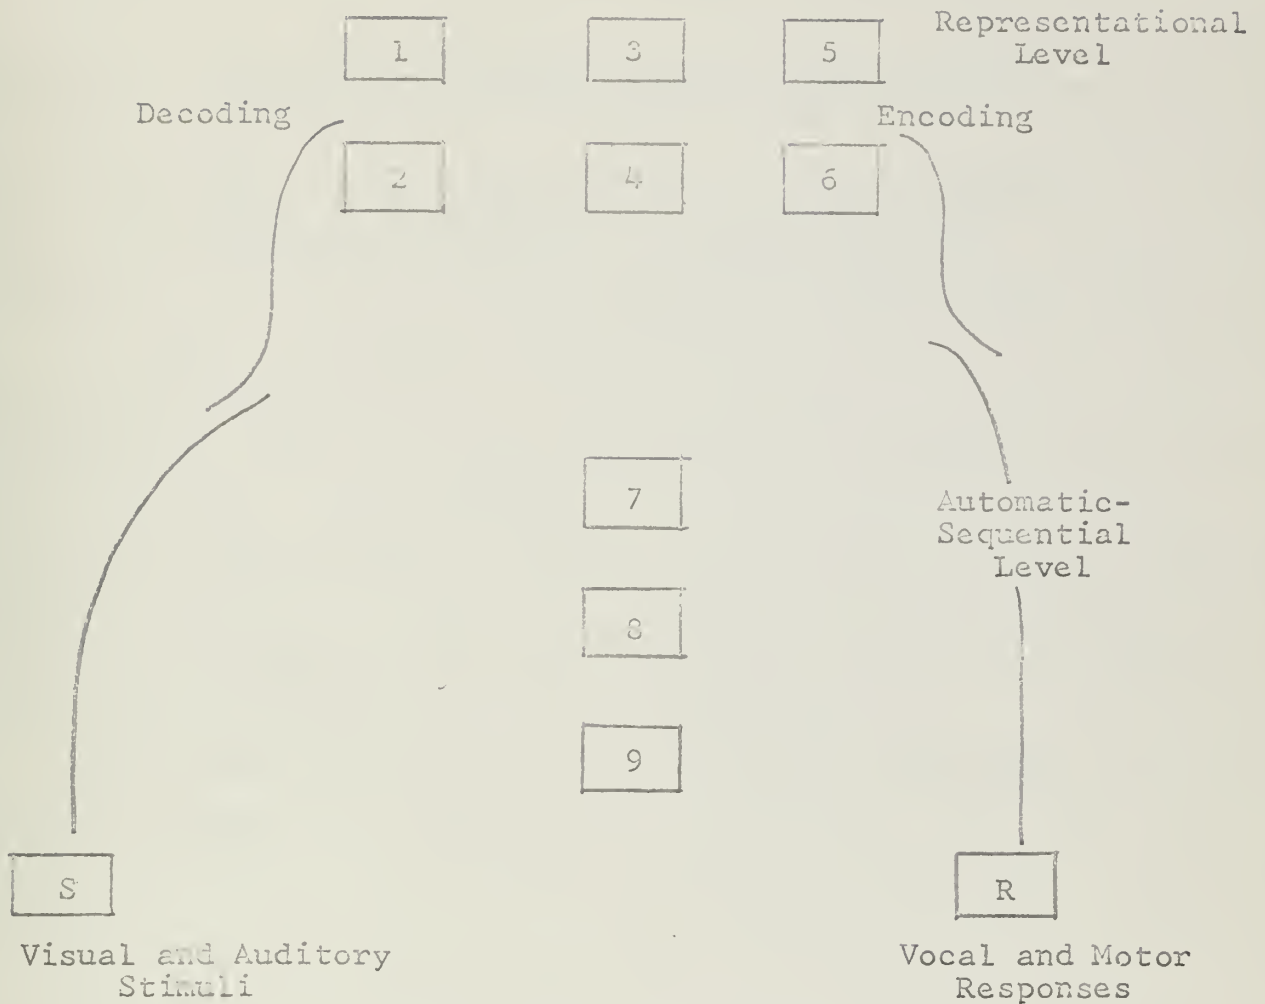 1
3
5
Representational
Level
Decoding
Encoding
2
4
6
7
Automatic-
Sequential
Level
8
9
S
R
Visual and Auditory
Stimuli
Vocal and Motor
Responses